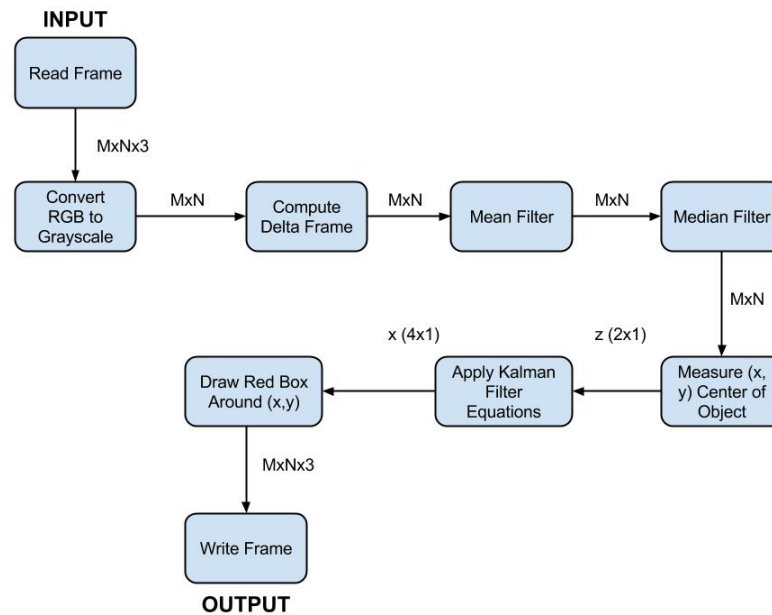 INPUT
Read Frame
MxNx3
Convert
RGB to
Grayscale
MxN
Compute
Delta Frame
MxN
Mean Filter
MxN
Median Filter
MxN
Measure (x,
y) Center of
Object
z (2x1)
Apply Kalman
Filter
Equations
x (4x1)
Draw Red Box
Around (x,y)
MxNx3
Write Frame
OUTPUT